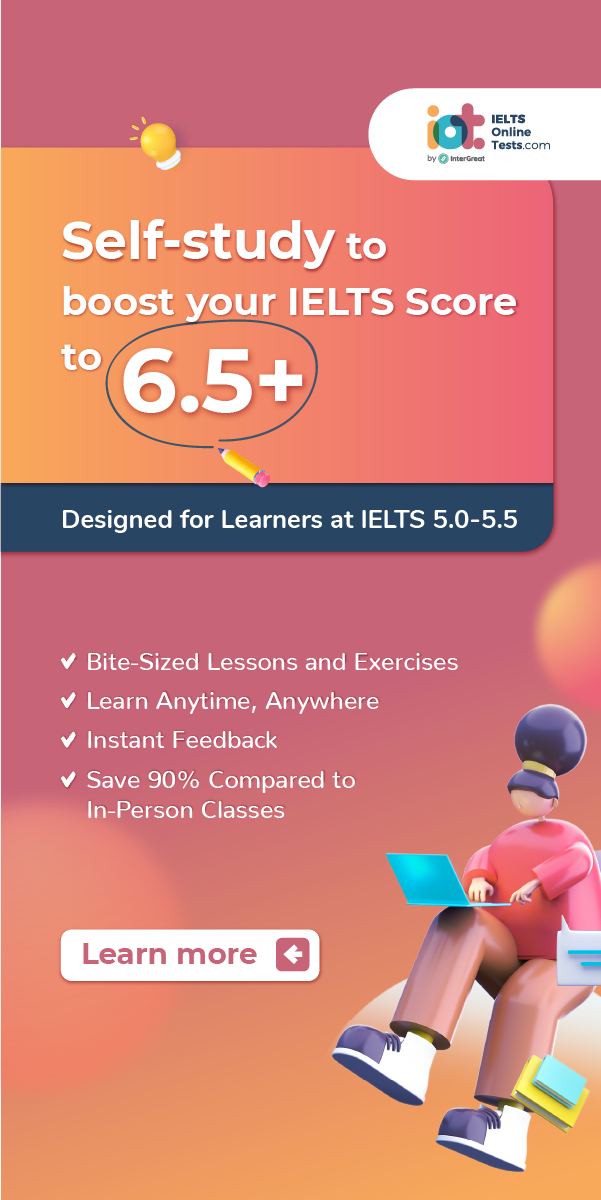 iot
IELTS
Online
Tests.com
by InterGreat
Self-study to
boost your IELTS Score
to 6.5+
Designed for Learners at IELTS 5.0-5.5
Bite-Sized Lessons and Exercises
Learn Anytime, Anywhere
Instant Feedback
Save 90% Compared to
In-Person Classes
Learn more